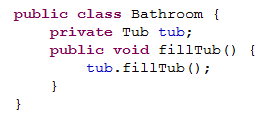 public class Bathroom {
    private Tub tub;
    public void fillTub() {
        tub.fillTub();
    }
}